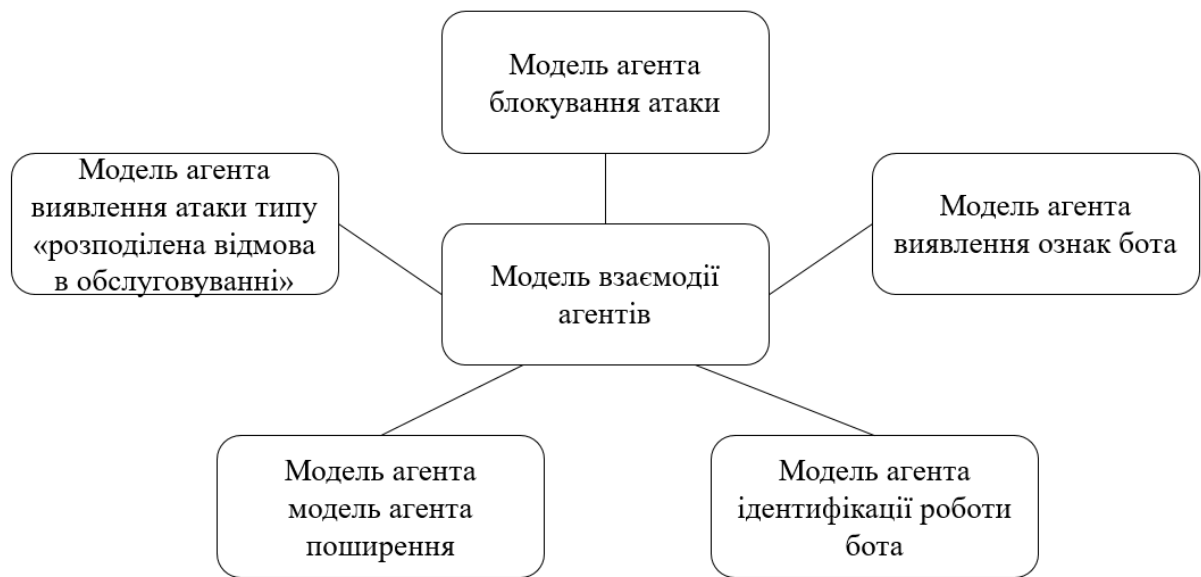 Модель агента
блокування атаки
Модель агента
виявлення атаки типу
«розподілена відмова
в обслуговуванні»
Модель агента
виявлення ознак бота
Модель взаємодії
агентів
Модель агента
модель агента
поширення
Модель агента
ідентифікації роботи
бота